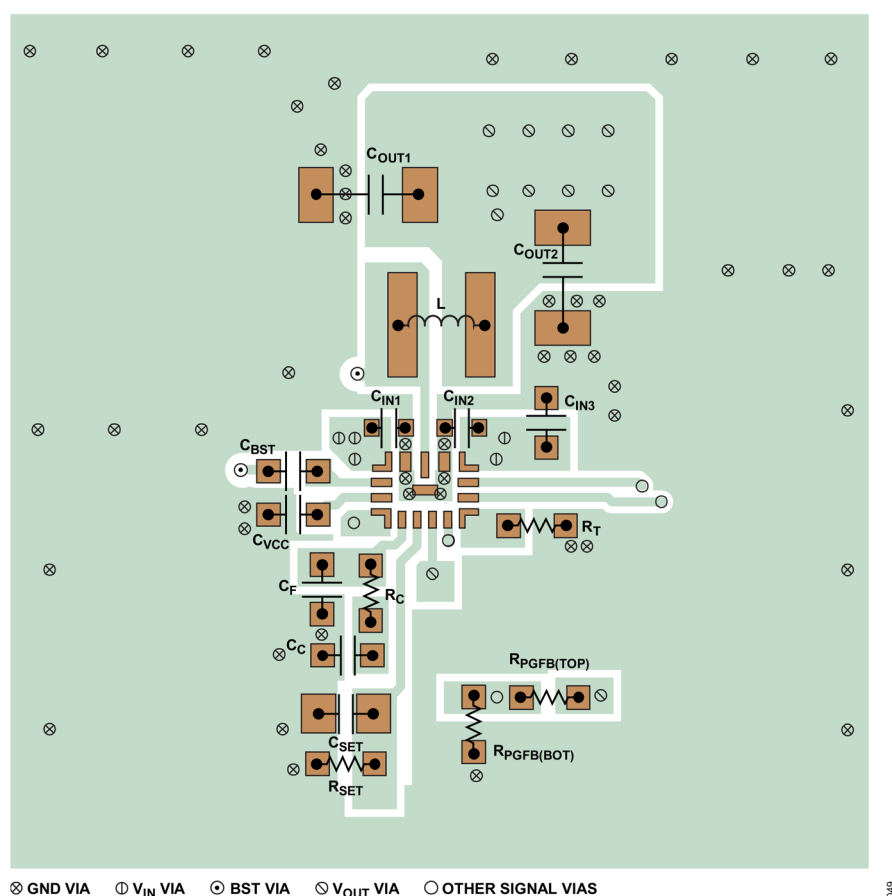 COUT1
COUT2
L
CIN1
CIN2
CIN3
CBST
CVCC
RT
CF
RC
CC
RPGFB(TOP)
CSET
RPGFB(BOT)
RSET
GND VIA VIN VIA BST VIA VOUT VIA OTHER SIGNAL VIAS